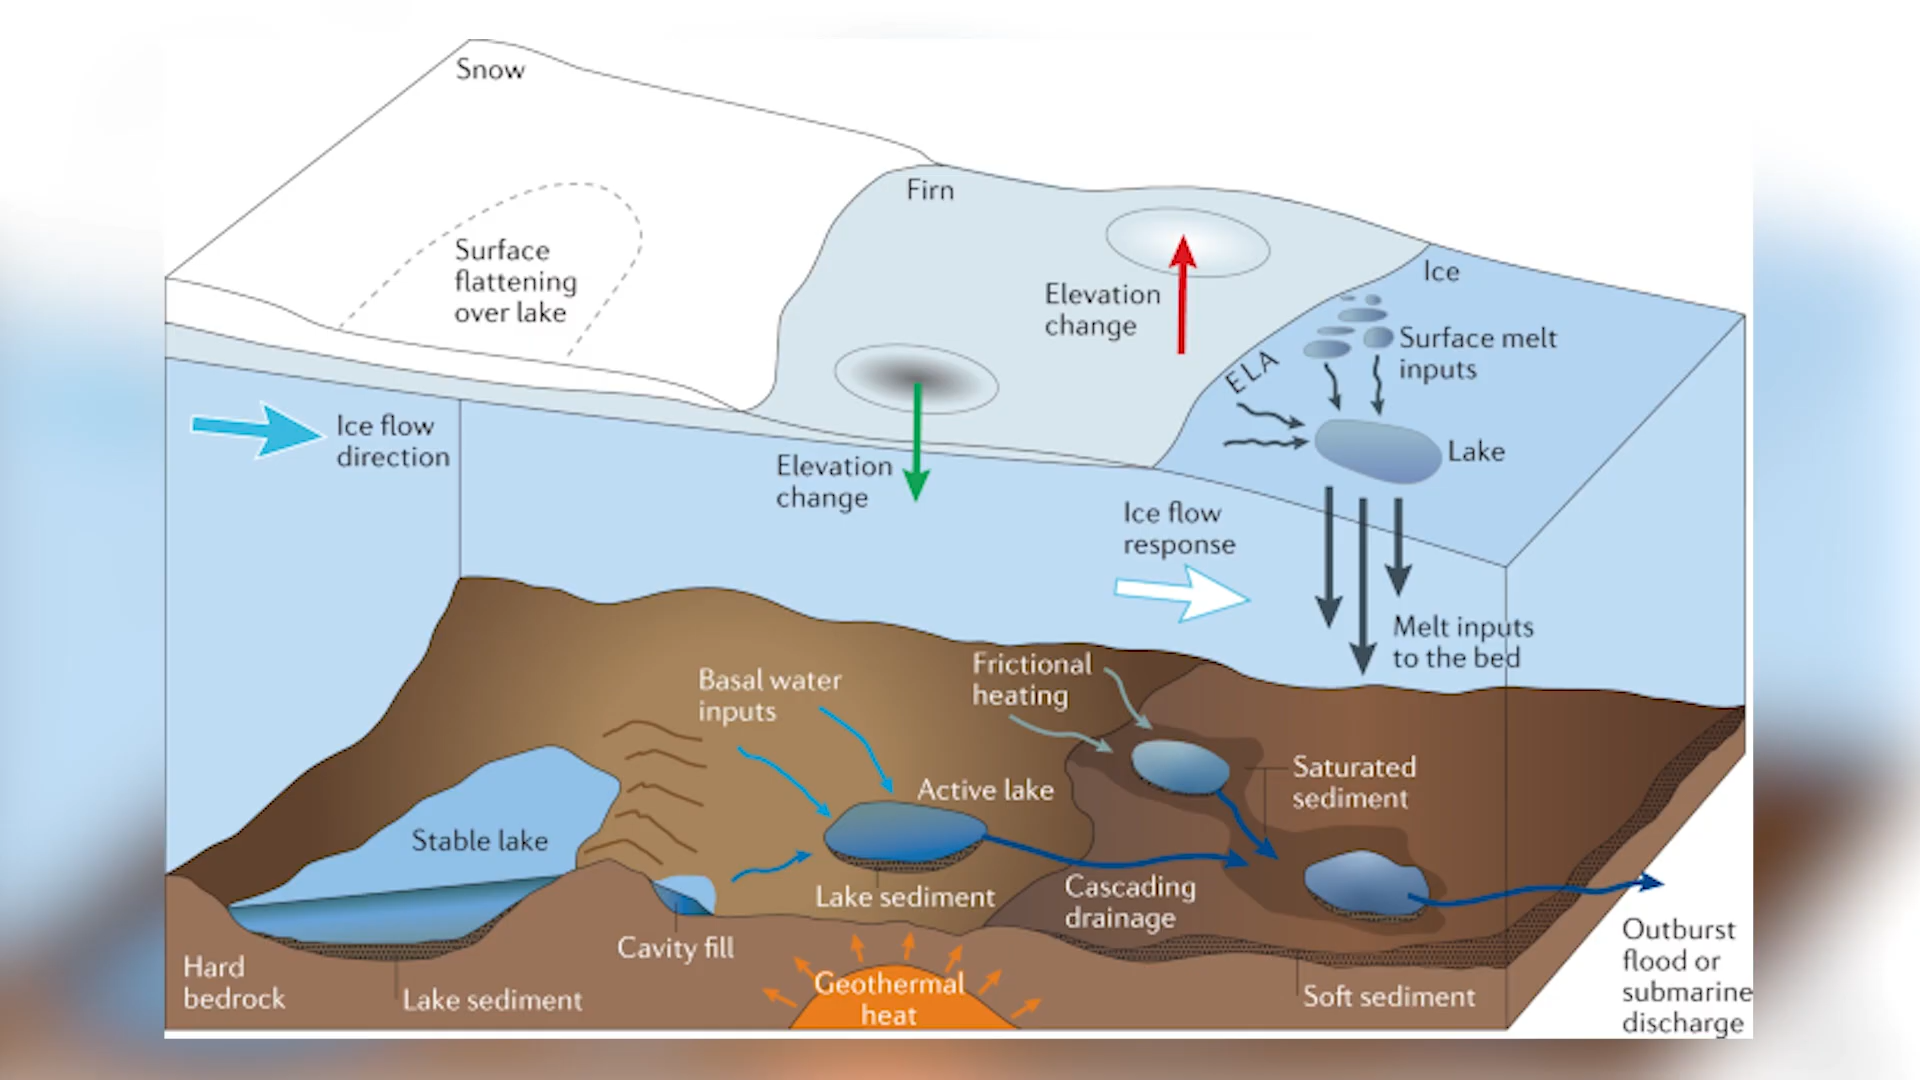 Snow
Firn
Surface
flattening
over lake
Elevation
change
Ice
Surface melt
inputs
ELA
Ice flow
direction
Elevation
change
Lake
Ice flow
response
Melt inputs
to the bed
Basal water
inputs
Frictional
heating
Saturated
sediment
Active lake
Stable lake
Lake sediment
Cascading
drainage
Cavity fill
Hard
bedrock
Lake sediment
Geothermal
heat
Soft sediment
Outburst
flood or
submarine
discharge